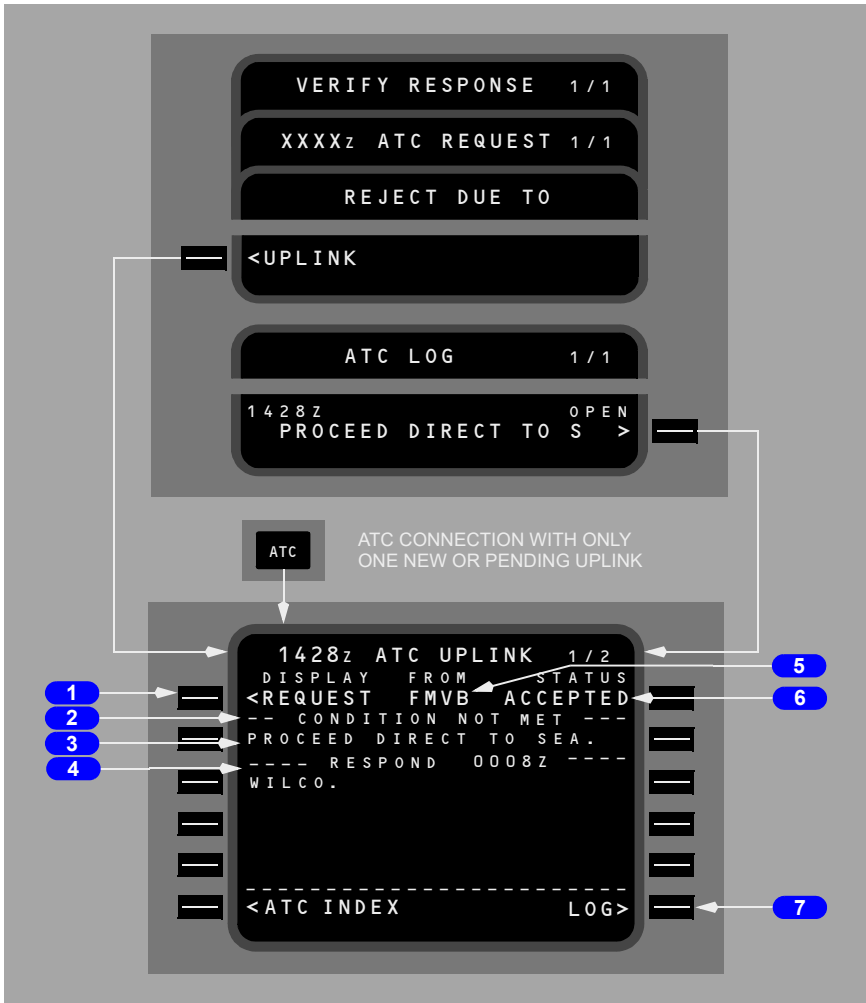 VERIFY RESPONSE 1/1
XXXXz ATC REQUEST 1/1
REJECT DUE TO
<UPLINK
ATC LOG 1/1
1428Z OPEN
PROCEED DIRECT TO S >
ATC
ATC CONNECTION WITH ONLY
ONE NEW OR PENDING UPLINK
1428z ATC UPLINK 1/2
DISPLAY FROM STATUS
<REQUEST FMVB ACCEPTED
-- CONDITION NOT MET ---
PROCEED DIRECT TO SEA.
---- RESPOND 0008Z ----
WILCO.
------------------------
<ATC INDEX LOG>
1
2
3
4
5
6
7